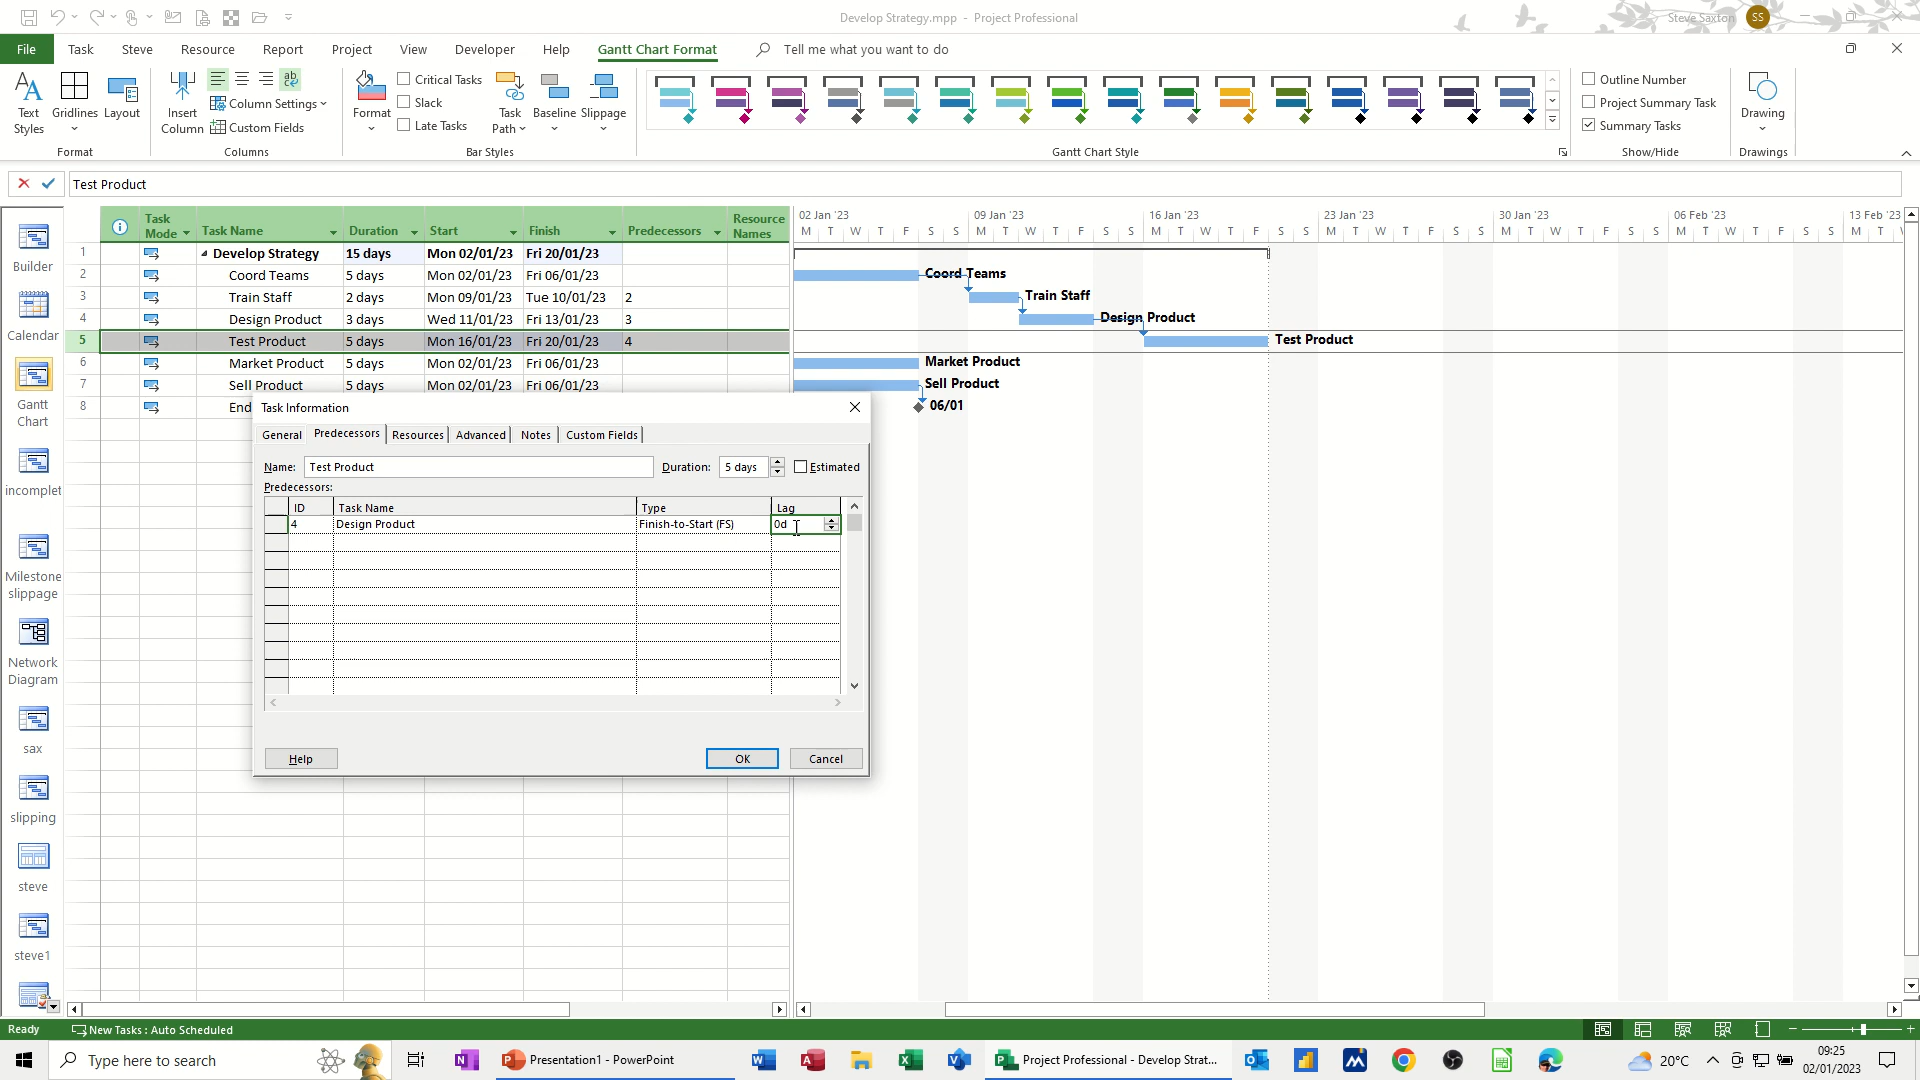 Develop Strategy.mpp - Project Professional
Steve Saxton SS
File Task Steve Resource Report Project View Developer Help Gantt Chart Format Tell me what you want to do
Text Styles Gridlines Layout
Format
Insert Column
Column Settings
Custom Fields
Columns
Format
Critical Tasks
Slack
Late Tasks
Task Path Baseline Slippage
Bar Styles
Gantt Chart Style
Outline Number
Project Summary Task
Summary Tasks
Show/Hide
Drawing
Drawings
Test Product
Builder
Calendar
Gantt Chart
incomplet
Milestone slippage
Network Diagram
sax
slipping
steve
steve1
Task Mode Task Name Duration Start Finish Predecessors Resource Names
1 Develop Strategy 15 days Mon 02/01/23 Fri 20/01/23
2 Coord Teams 5 days Mon 02/01/23 Fri 06/01/23
3 Train Staff 2 days Mon 09/01/23 Tue 10/01/23 2
4 Design Product 3 days Wed 11/01/23 Fri 13/01/23 3
5 Test Product 5 days Mon 16/01/23 Fri 20/01/23 4
6 Market Product 5 days Mon 02/01/23 Fri 06/01/23
7 Sell Product 5 days Mon 02/01/23 Fri 06/01/23
8 End
02 Jan '23 09 Jan '23 16 Jan '23 23 Jan '23 30 Jan '23 06 Feb '23 13 Feb '23
M T W T F S S M T W T F S S M T W T F S S M T W T F S S M T W T F S S M T W T F S S M T
Coord Teams
Train Staff
Design Product
Test Product
Market Product
Sell Product
06/01
Task Information
General Predecessors Resources Advanced Notes Custom Fields
Name: Test Product Duration: 5 days Estimated
Predecessors:
ID Task Name Type Lag
4 Design Product Finish-to-Start (FS) 0d
Help OK Cancel
Ready New Tasks : Auto Scheduled
Type here to search
Presentation1 - PowerPoint
Project Professional - Develop Strat...
20°C
09:25
02/01/2023